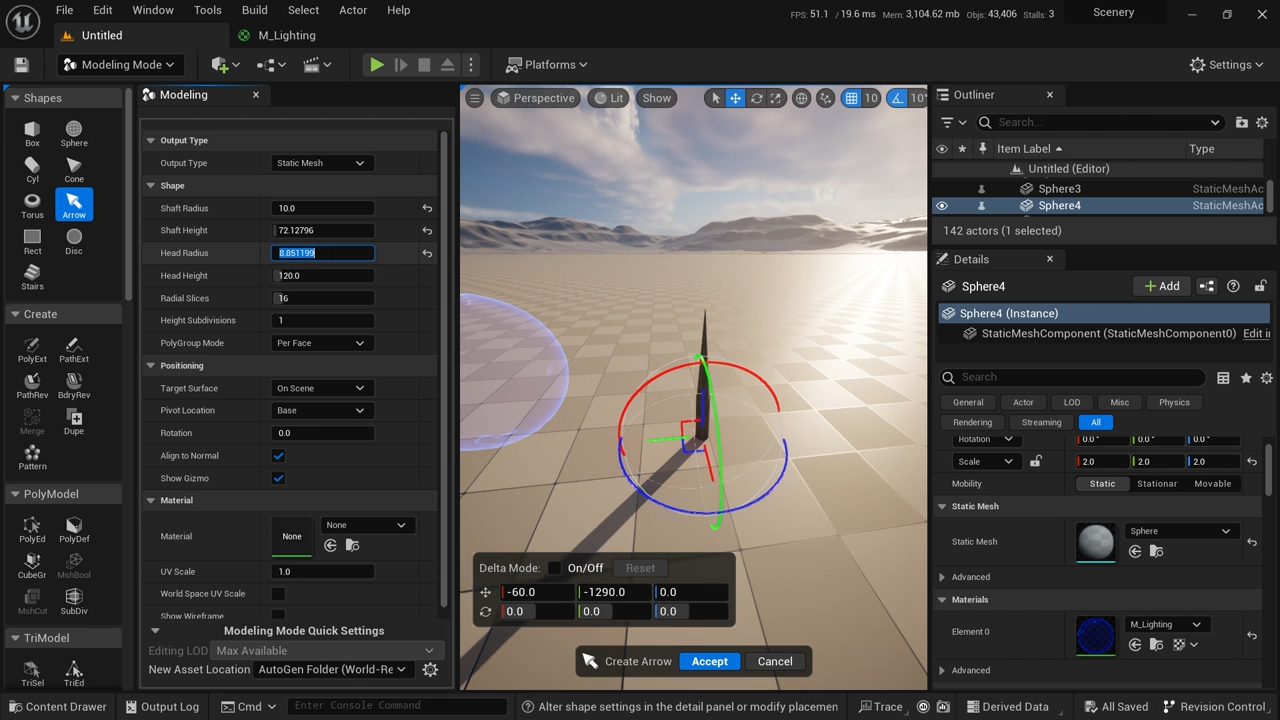 File Edit Window Tools Build Select Actor Help
FPS: 51.1 / 19.6 ms Mem: 3,104.62 mb Objs: 43,406 Stalls: 3
Scenery
Untitled
M_Lighting
Modeling Mode
Platforms
Settings
Shapes
Box Sphere
Cyl Cone
Torus Arrow
Rect Disc
Stairs
Create
PolyExt PathExt
PathRev BdryRev
Merge Dupe
Pattern
PolyModel
PolyEd PolyDef
CubeGr MshBool
MshCut SubDiv
TriModel
TriSel TriEd
Modeling
Output Type
Output Type Static Mesh
Shape
Shaft Radius 10.0
Shaft Height 72.12796
Head Radius 8.851199
Head Height 120.0
Radial Slices 16
Height Subdivisions 1
PolyGroup Mode Per Face
Positioning
Target Surface On Scene
Pivot Location Base
Rotation 0.0
Align to Normal
Show Gizmo
Material
Material None None
UV Scale 1.0
World Space UV Scale
Show Wireframe
Modeling Mode Quick Settings
Editing LOD Max Available
New Asset Location AutoGen Folder (World-Re
Perspective Lit Show 10 10°
Delta Mode: On/Off Reset
-60.0 -1290.0 0.0
0.0 0.0 0.0
Create Arrow Accept Cancel
Outliner
Search...
Item Label Type
Untitled (Editor)
Sphere3 StaticMeshAc
Sphere4 StaticMeshAc
142 actors (1 selected)
Details
Sphere4 Add
Sphere4 (Instance)
StaticMeshComponent (StaticMeshComponent0) Edit in
Search
General Actor LOD Misc Physics
Rendering Streaming All
Rotation 0.0° 0.0° 0.0°
Scale 2.0 2.0 2.0
Mobility Static Stationar Movable
Static Mesh
Static Mesh Sphere
Advanced
Materials
Element 0 M_Lighting
Advanced
Content Drawer Output Log Cmd Enter Console Command Alter shape settings in the detail panel or modify placemen Trace Derived Data All Saved Revision Control